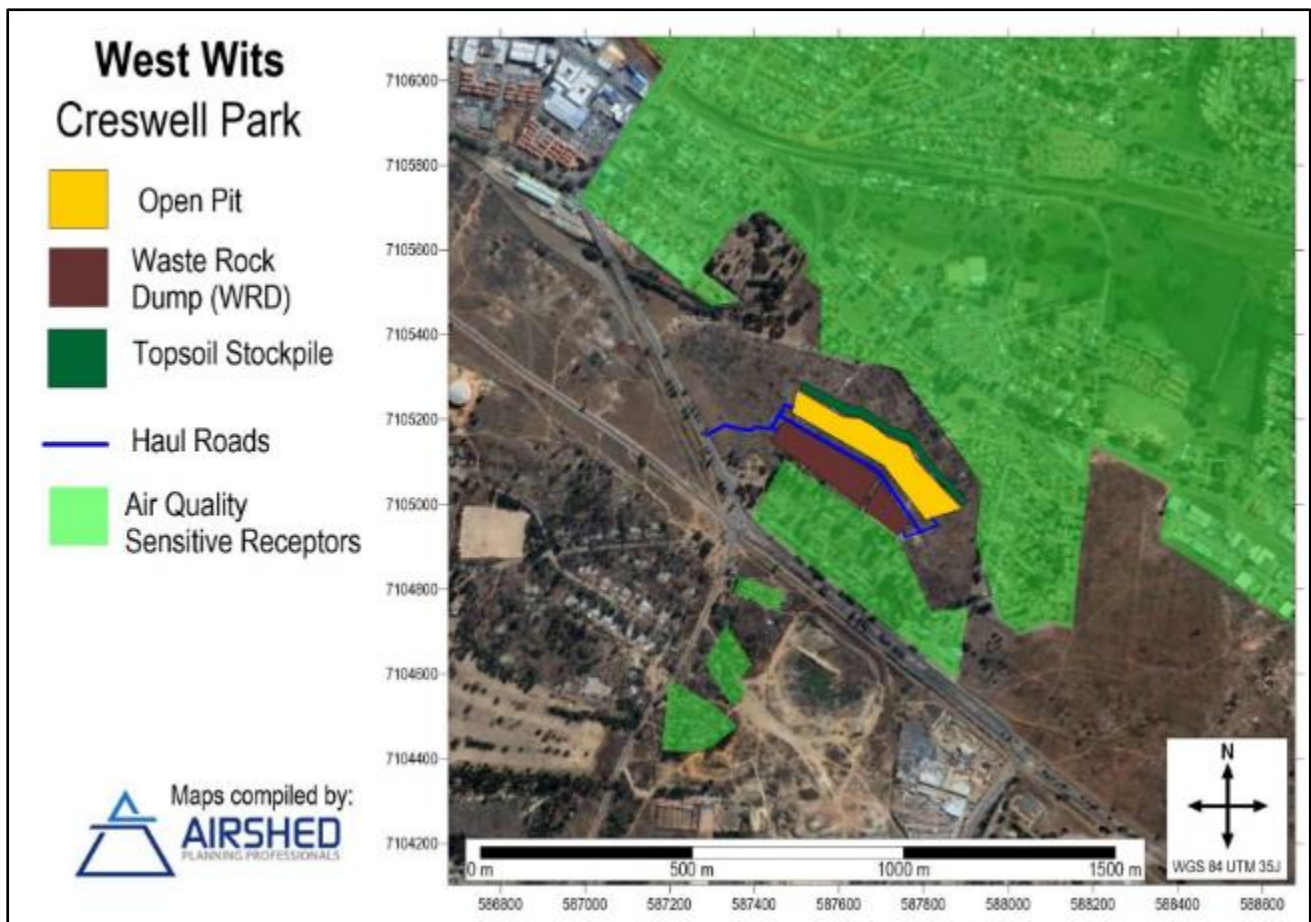 West Wits
Creswell Park
Open Pit
Waste Rock
Dump (WRD)
Topsoil Stockpile
Haul Roads
Air Quality
Sensitive Receptors
Maps compiled by:
AIRSHED
PLANNING PROFESSIONALS
7106000
7105800
7105600
7105400
7105200
7105000
7104800
7104600
7104400
7104200
0 m 500 m 1000 m 1500 m
N
WGS 84 UTM 35J
586800 587000 587200 587400 587600 587800 588000 588200 588400 588600